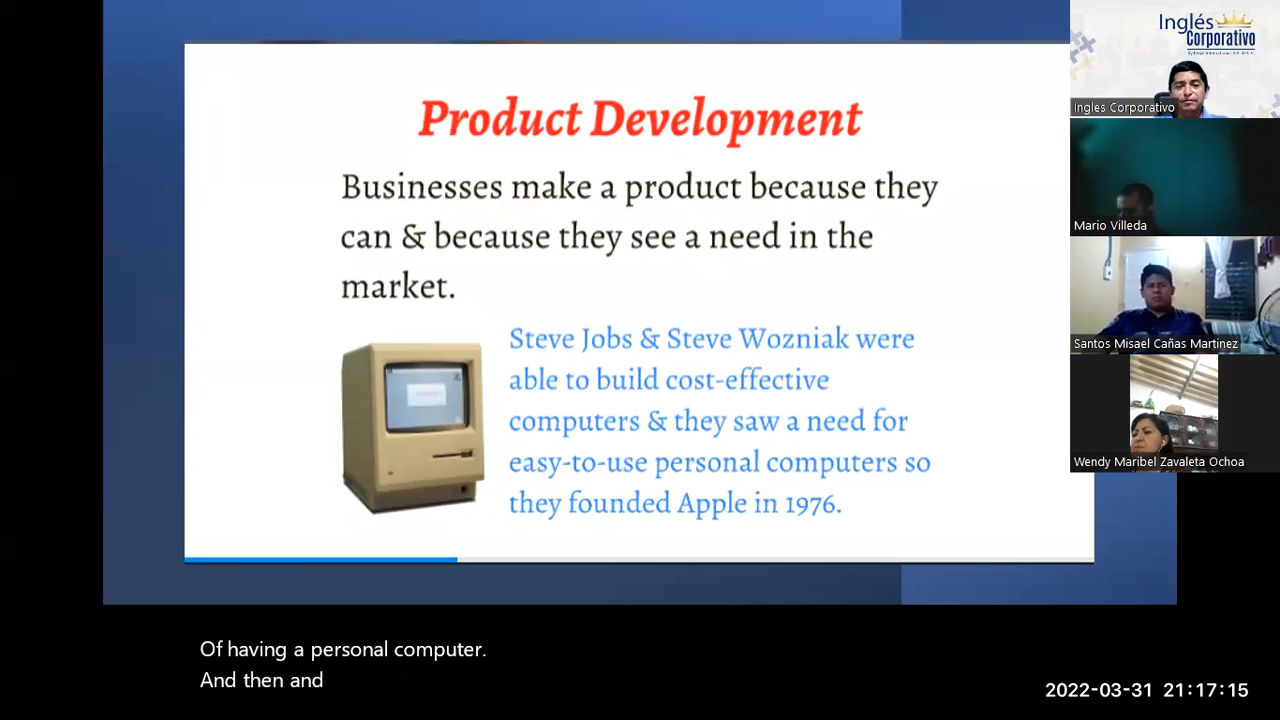 Product Development
Businesses make a product because they
can & because they see a need in the
market.
Steve Jobs & Steve Wozniak were
able to build cost-effective
computers & they saw a need for
easy-to-use personal computers so
they founded Apple in 1976.
Inglés
Corporativo
Ingles Corporativo
Mario Villeda
Santos Misael Cañas Martinez
Wendy Maribel Zavaleta Ochoa
Of having a personal computer.
And then and
2022-03-31 21:17:15